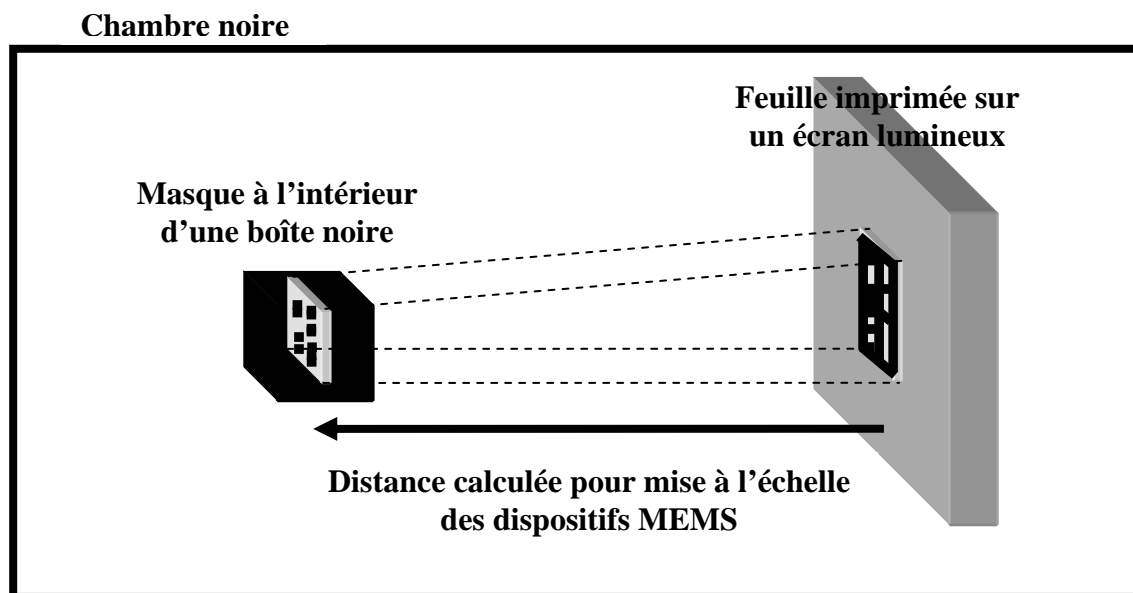 Chambre noire
Feuille imprimée sur
un écran lumineux
Masque à l’intérieur
d’une boîte noire
Distance calculée pour mise à l’échelle
des dispositifs MEMS